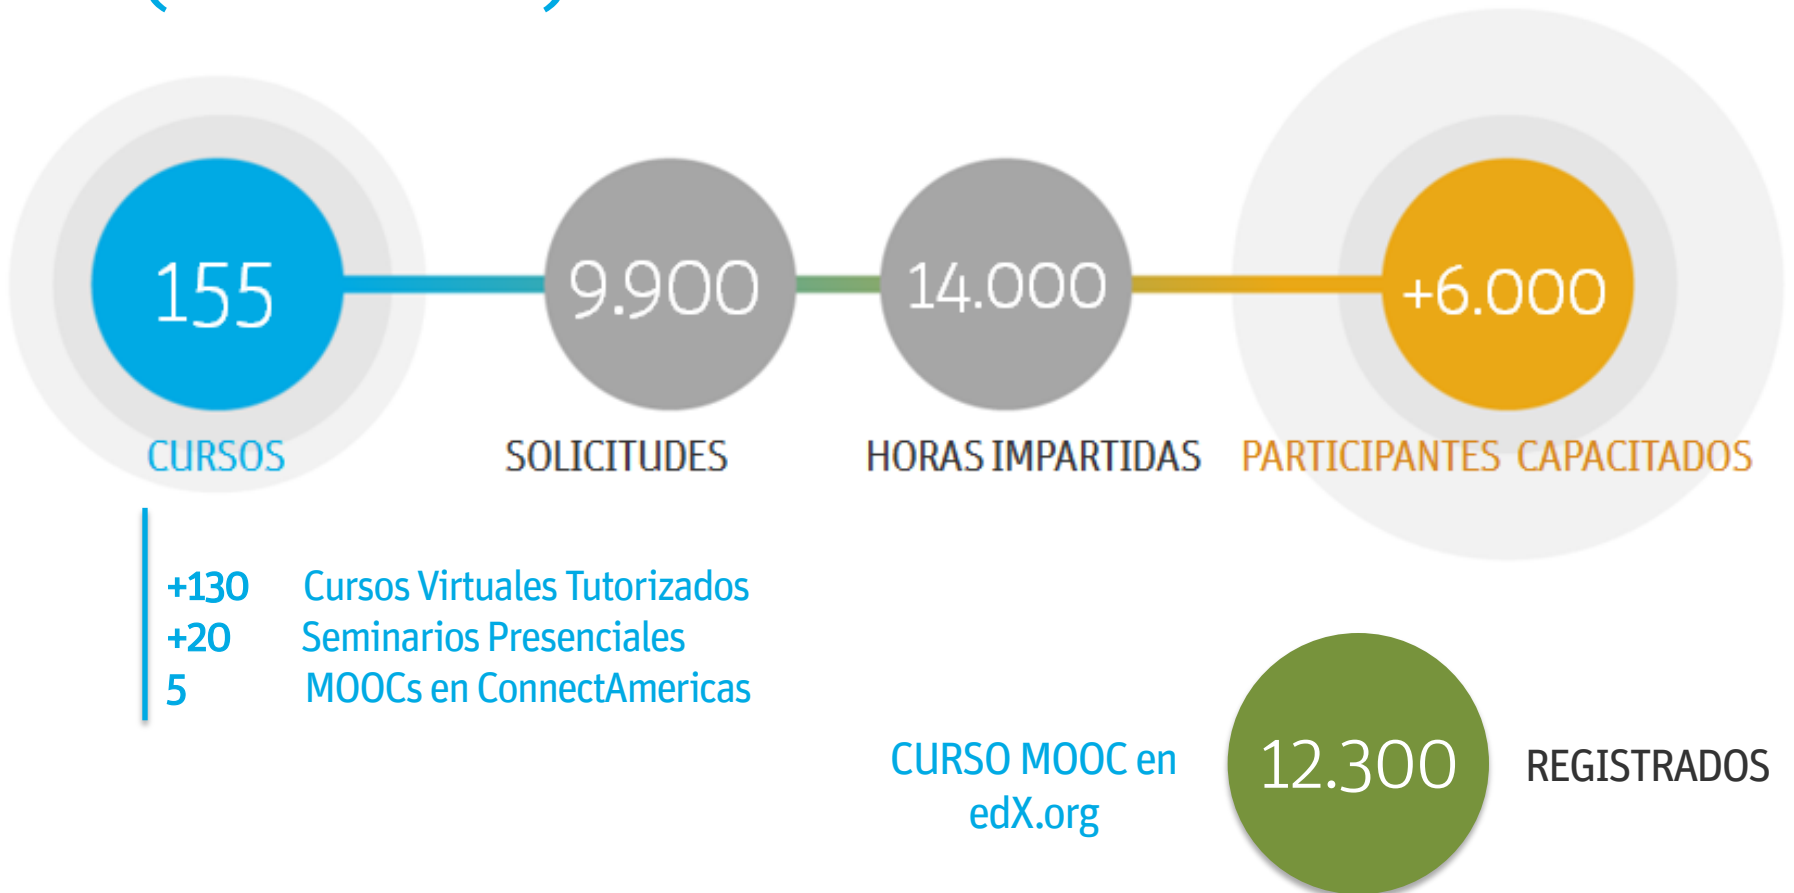 155
9.900
14.000
+6.000
CURSOS
SOLICITUDES
HORAS IMPARTIDAS
PARTICIPANTES CAPACITADOS
+130 Cursos Virtuales Tutorizados
+20 Seminarios Presenciales
5 MOOCs en ConnectAmericas
CURSO MOOC en
edX.org
12.300
REGISTRADOS